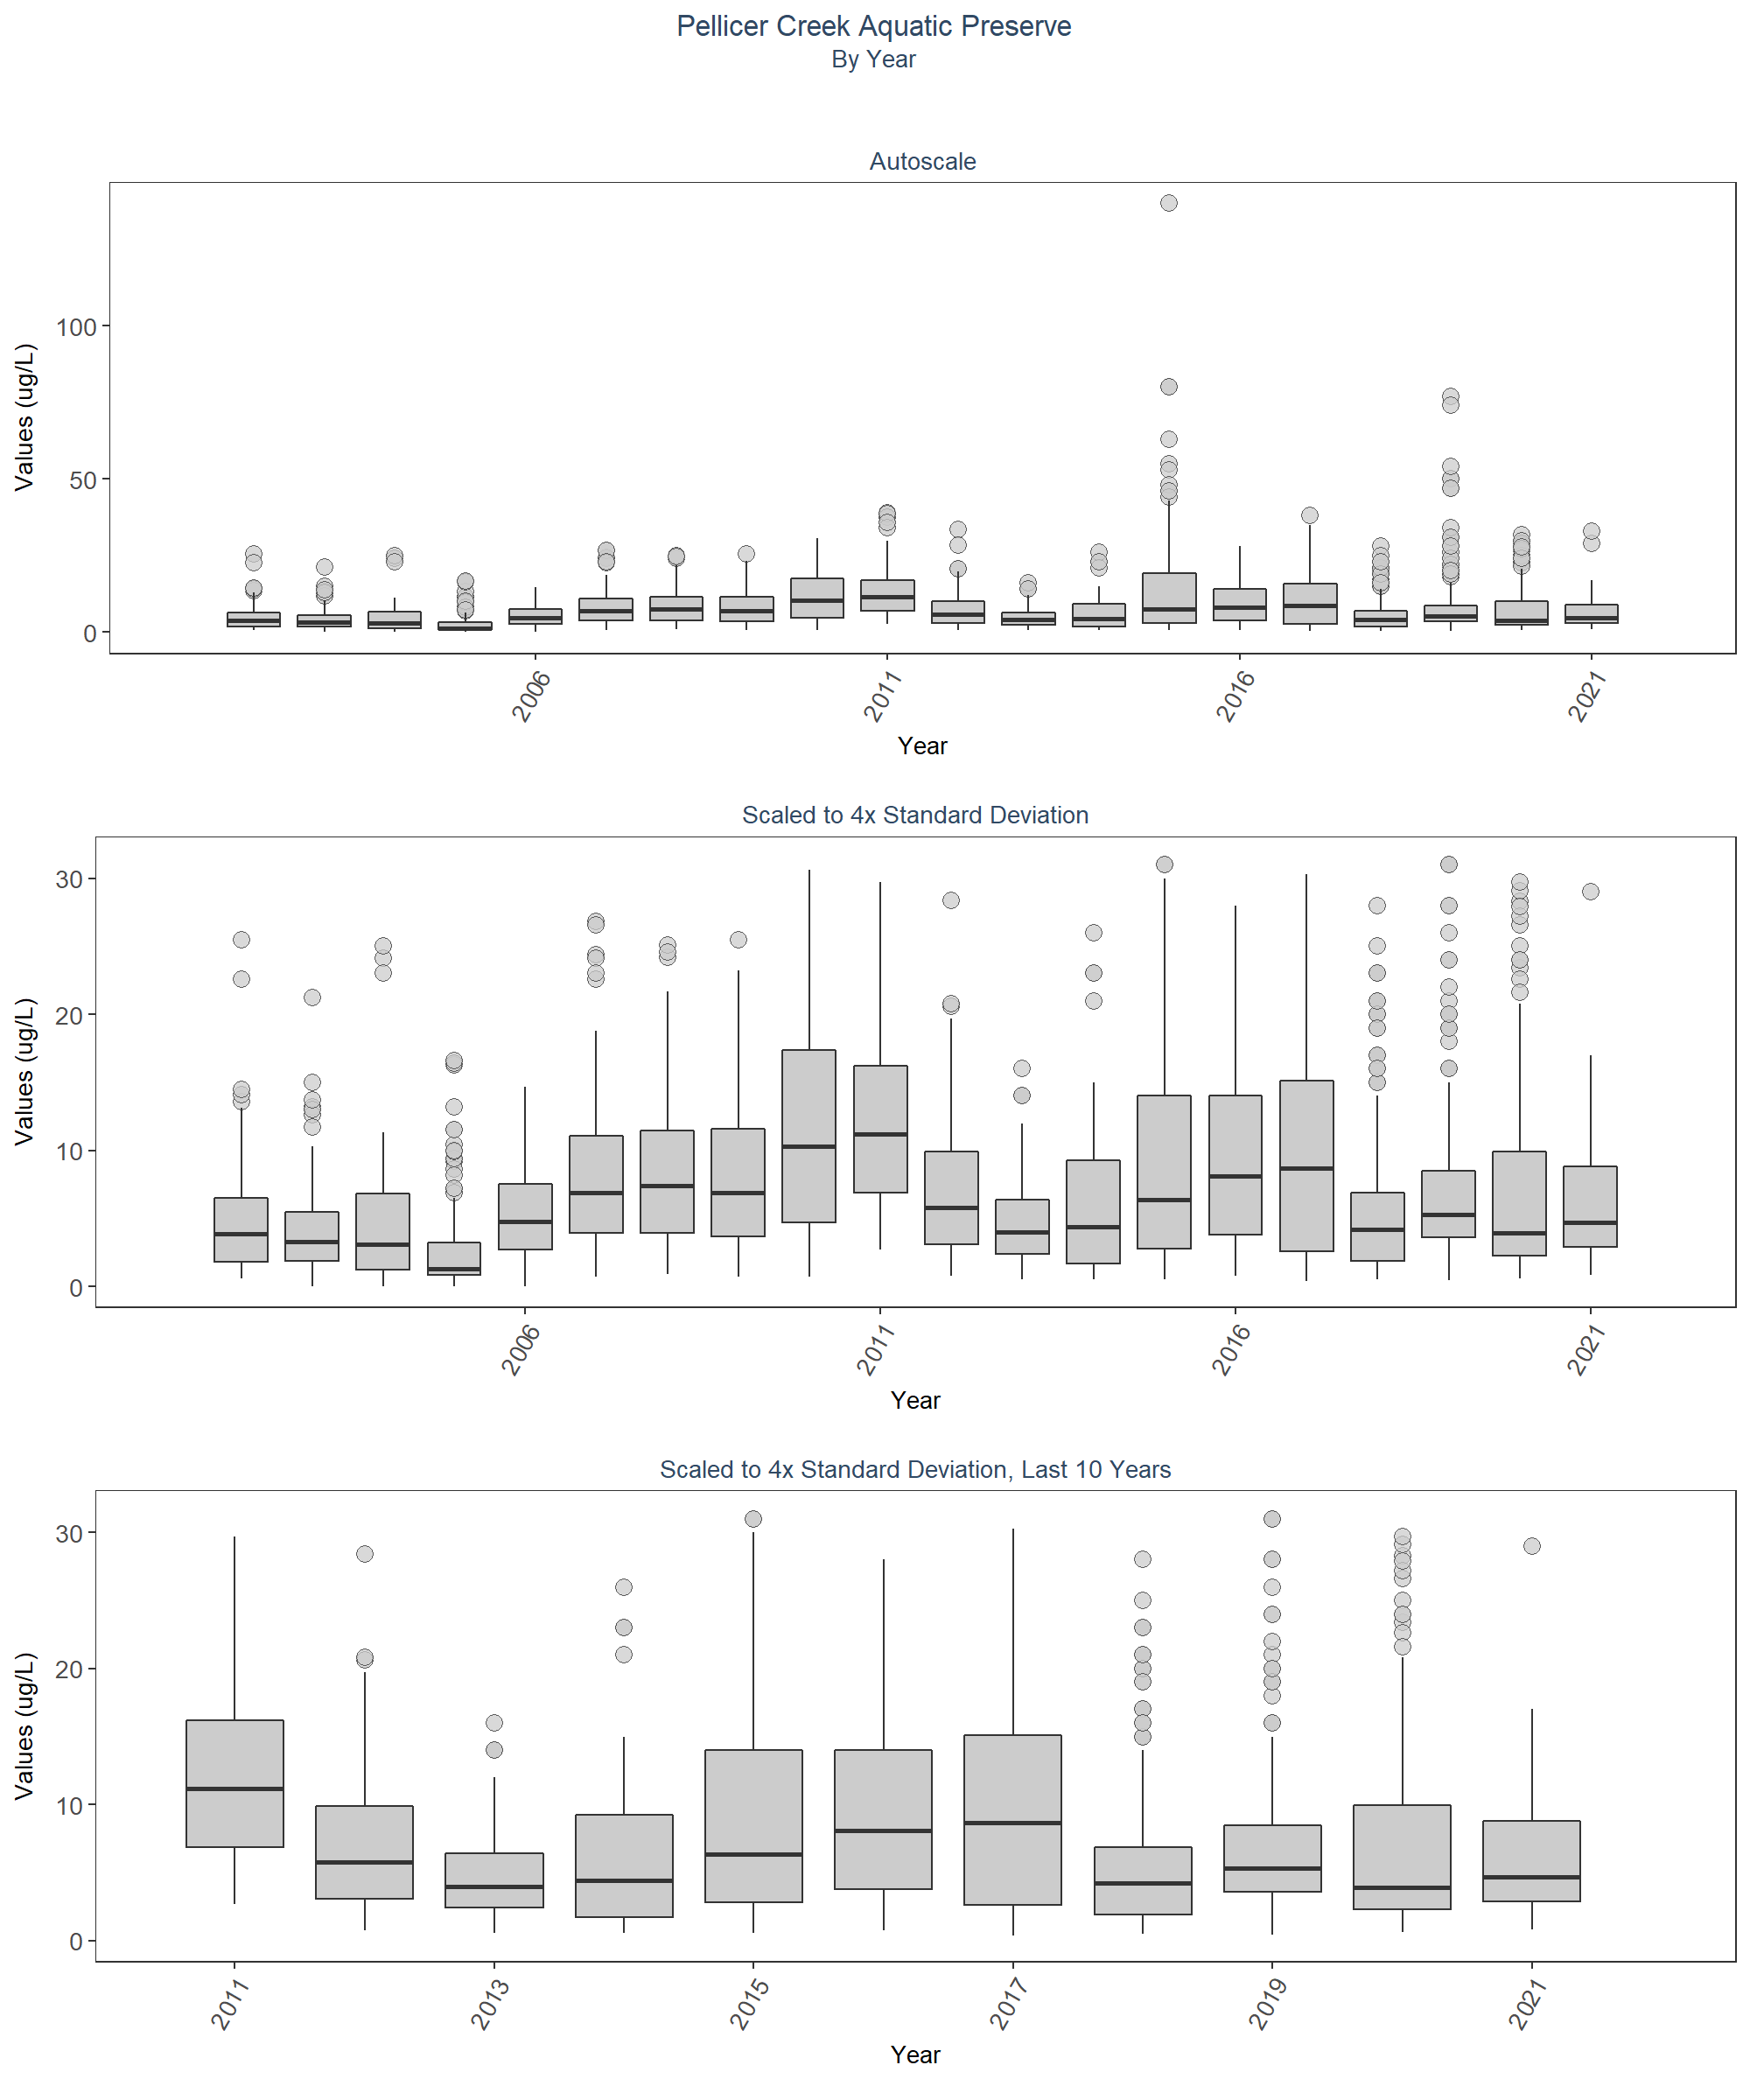 Pellicer Creek Aquatic Preserve
By Year
Autoscale
Values (ug/L)
100
50
0
2006
2011
2016
2021
Year
Scaled to 4x Standard Deviation
Values (ug/L)
30
20
10
0
2006
2011
2016
2021
Year
Scaled to 4x Standard Deviation, Last 10 Years
Values (ug/L)
30
20
10
0
2011
2013
2015
2017
2019
2021
Year